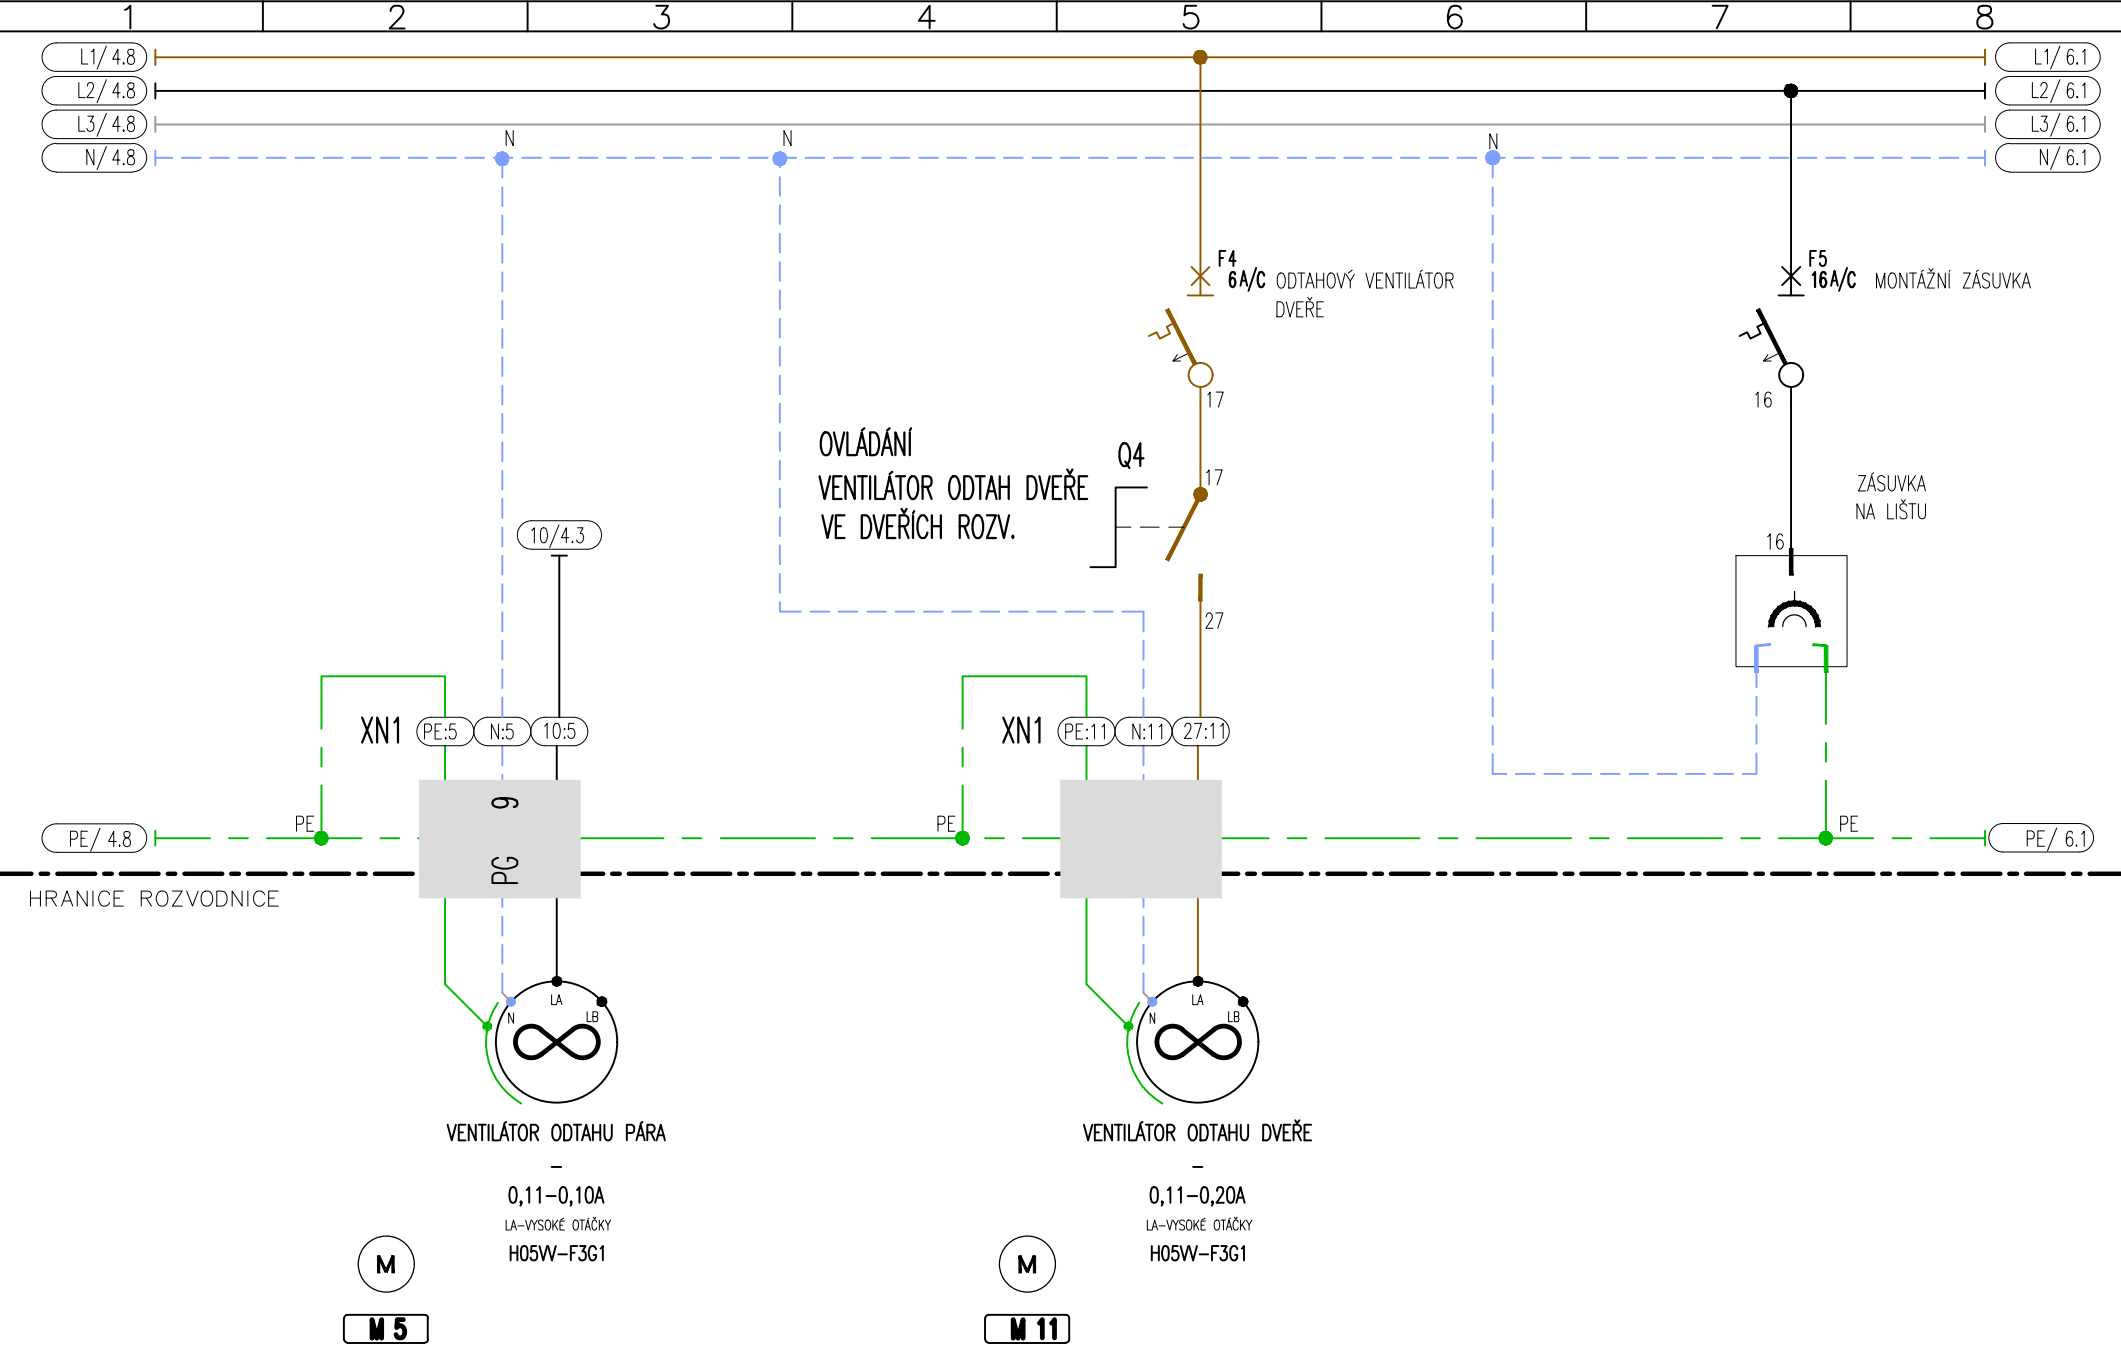 1 2 3 4 5 6 7 8
L1/ 4.8 L1/ 6.1
L2/ 4.8 L2/ 6.1
L3/ 4.8 L3/ 6.1
N/ 4.8 N/ 6.1
N N N
F4
6A/C ODTAHOVÝ VENTILÁTOR
DVEŘE
F5
16A/C MONTÁŽNÍ ZÁSUVKA
17
16
OVLÁDÁNÍ
VENTILÁTOR ODTAH DVEŘE
VE DVEŘÍCH ROZV.
Q4
17
ZÁSUVKA
NA LIŠTU
10/4.3
16
27
XN1 PE:5 N:5 10:5
XN1 PE:11 N:11 27:11
PG 9
PE/ 4.8 PE PE PE PE/ 6.1
HRANICE ROZVODNICE
N LA LB
N LA LB
VENTILÁTOR ODTAHU PÁRA
–
0,11–0,10A
LA–VYSOKÉ OTÁČKY
H05VV–F3G1
M
M 5
VENTILÁTOR ODTAHU DVEŘE
–
0,11–0,20A
LA–VYSOKÉ OTÁČKY
H05VV–F3G1
M
M 11